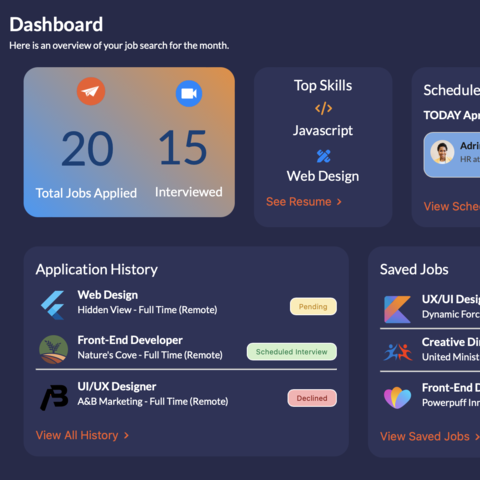 Dashboard
Here is an overview of your job search for the month.
20
Total Jobs Applied
15
Interviewed
Top Skills
</>
Javascript
Web Design
See Resume >
Schedule
TODAY Apr
Adri
HR at
View Sche
Application History
Web Design
Hidden View - Full Time (Remote)
Pending
Front-End Developer
Nature's Cove - Full Time (Remote)
Scheduled Interview
UI/UX Designer
A&B Marketing - Full Time (Remote)
Declined
View All History >
Saved Jobs
UX/UI Desig
Dynamic Forc
Creative Di
United Minist
Front-End D
Powerpuff Inn
View Saved Jobs >